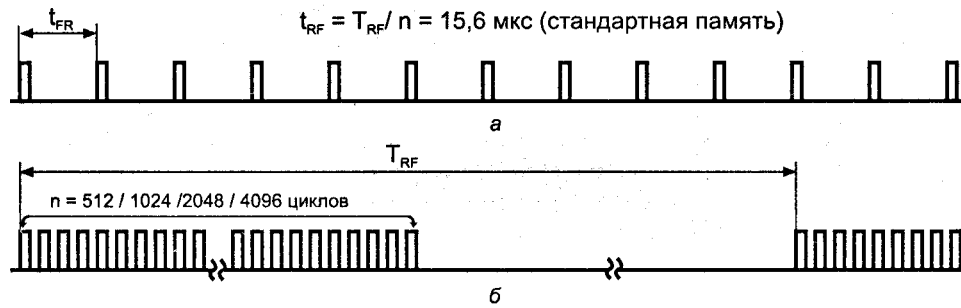 t_FR
t_RF = T_RF/ n = 15,6 мкс (стандартная память)
а
T_RF
n = 512 / 1024 /2048 / 4096 циклов
б